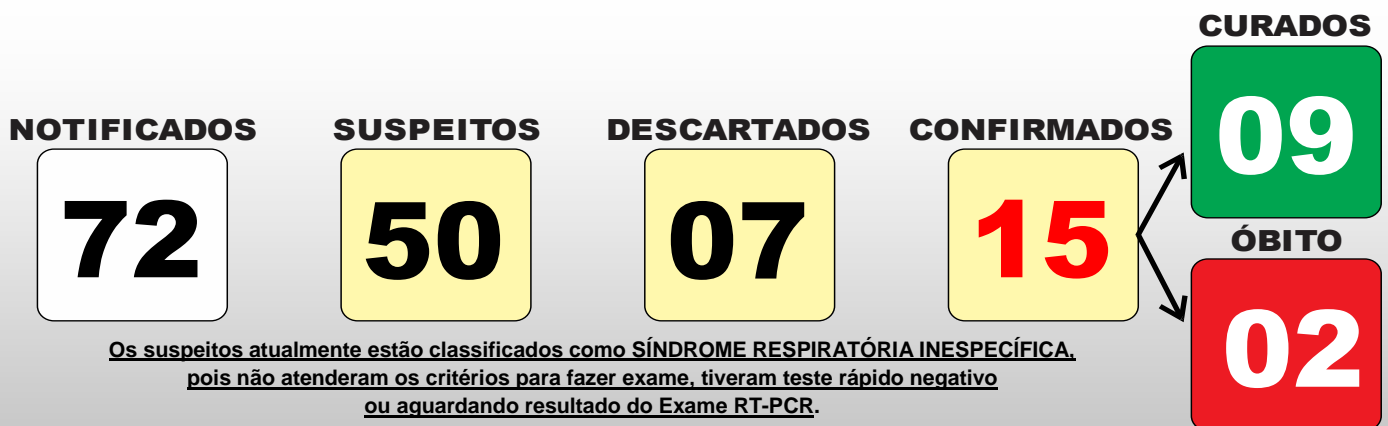 CURADOS
09
NOTIFICADOS
72
SUSPEITOS
50
DESCARTADOS
07
CONFIRMADOS
15
ÓBITO
02
Os suspeitos atualmente estão classificados como SÍNDROME RESPIRATÓRIA INESPECÍFICA,
pois não atenderam os critérios para fazer exame, tiveram teste rápido negativo
ou aguardando resultado do Exame RT-PCR.